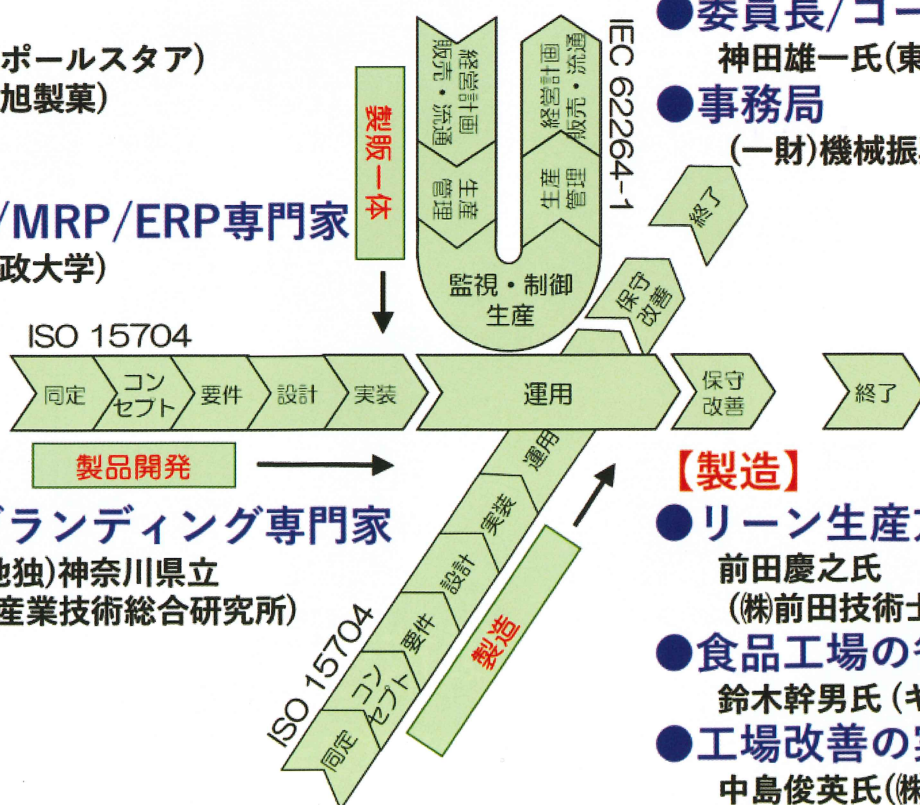 ポールスタア)
旭製菓)
/MRP/ERP専門家
政大学)
製販一体
経営計画
販売・流通
生産
管理
監視・制御
生産
生産
管理
経営計画
販売・流通
IEC 62264-1
●委員長/コー
神田雄一氏(東
●事務局
(一財)機械振
終了
保守
改善
ISO 15704
同定
コン
セプト
要件
設計
実装
運用
保守
改善
終了
製品開発
ランディング専門家
独)神奈川県立
産業技術総合研究所)
運用
実装
設計
要件
コン
セプト
同定
ISO 15704
製造
【製造】
●リーン生産
前田慶之氏
(㈱前田技術士
●食品工場の
鈴木幹男氏(キ
●工場改善の実
中島俊英氏(㈱